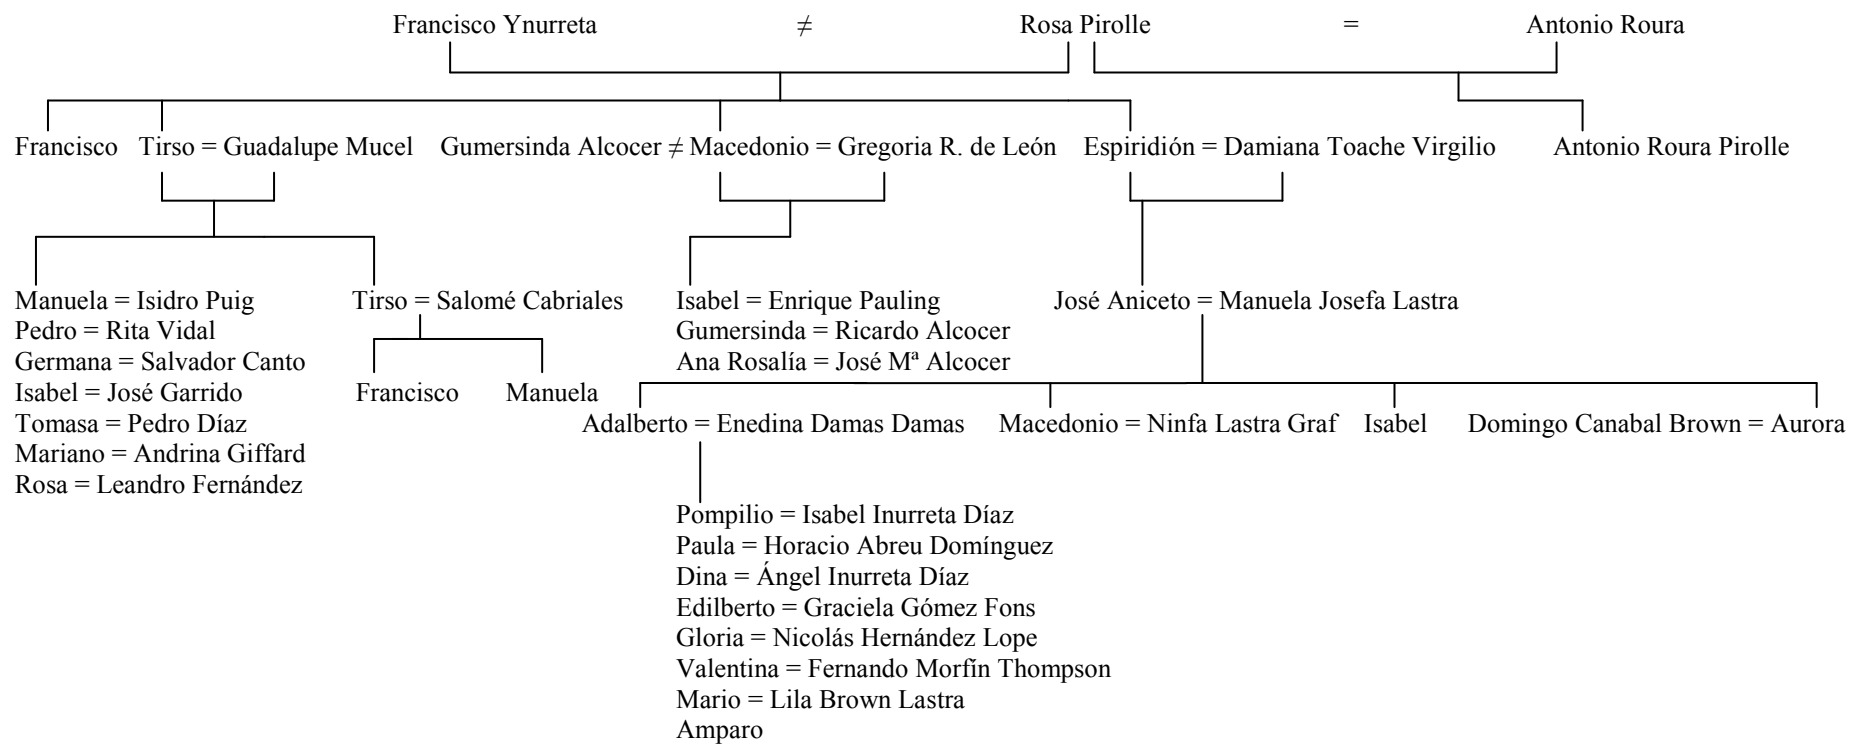 Francisco Ynurreta ≠ Rosa Pirolle = Antonio Roura
Francisco Tirso = Guadalupe Mucel Gumersinda Alcocer ≠ Macedonio = Gregoria R. de León Espiridión = Damiana Toache Virgilio Antonio Roura Pirolle
Manuela = Isidro Puig Tirso = Salomé Cabriales Isabel = Enrique Pauling José Aniceto = Manuela Josefa Lastra
Pedro = Rita Vidal Gumersinda = Ricardo Alcocer
Germana = Salvador Canto Ana Rosalía = José Mª Alcocer
Isabel = José Garrido Francisco Manuela
Tomasa = Pedro Díaz Adalberto = Enedina Damas Damas Macedonio = Ninfa Lastra Graf Isabel Domingo Canabal Brown = Aurora
Mariano = Andrina Giffard
Rosa = Leandro Fernández
Pompilio = Isabel Inurreta Díaz
Paula = Horacio Abreu Domínguez
Dina = Ángel Inurreta Díaz
Edilberto = Graciela Gómez Fons
Gloria = Nicolás Hernández Lope
Valentina = Fernando Morfín Thompson
Mario = Lila Brown Lastra
Amparo